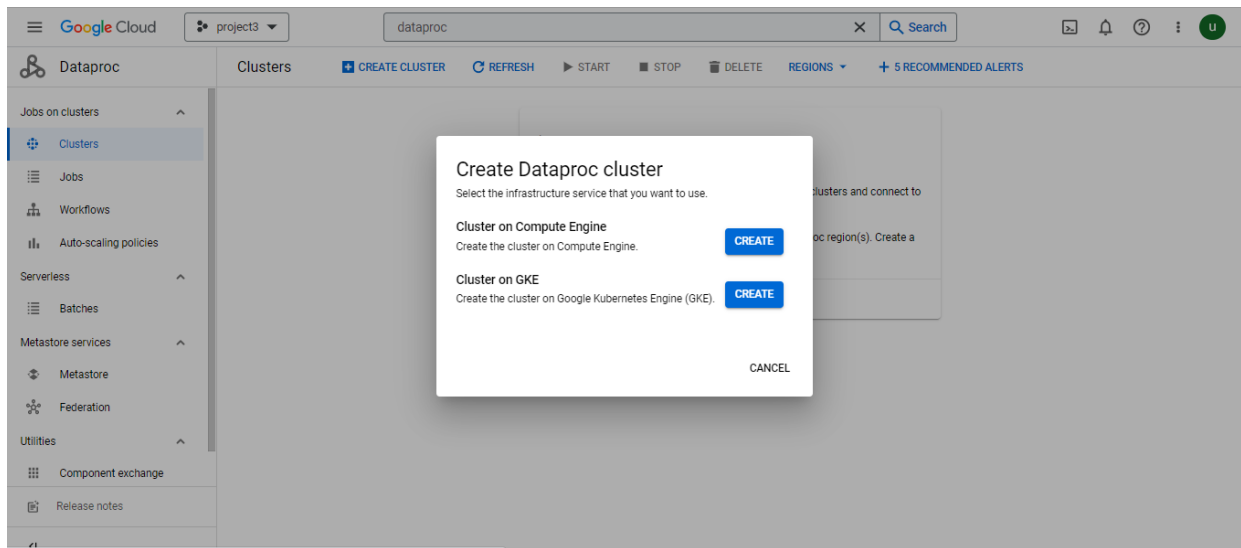 Google Cloud
project3
dataproc
Search
u
Dataproc
Clusters
CREATE CLUSTER
REFRESH
START
STOP
DELETE
REGIONS
5 RECOMMENDED ALERTS
Jobs on clusters
Clusters
Jobs
Workflows
Auto-scaling policies
Serverless
Batches
Metastore services
Metastore
Federation
Utilities
Component exchange
Release notes
Create Dataproc cluster
Select the infrastructure service that you want to use.
Cluster on Compute Engine
Create the cluster on Compute Engine.
CREATE
Cluster on GKE
Create the cluster on Google Kubernetes Engine (GKE).
CREATE
CANCEL
clusters and connect to
oc region(s). Create a